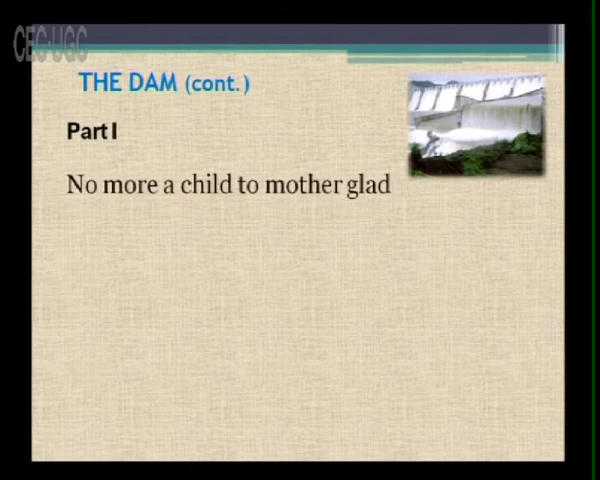 CEC-UGC
THE DAM (cont.)
Part I
No more a child to mother glad